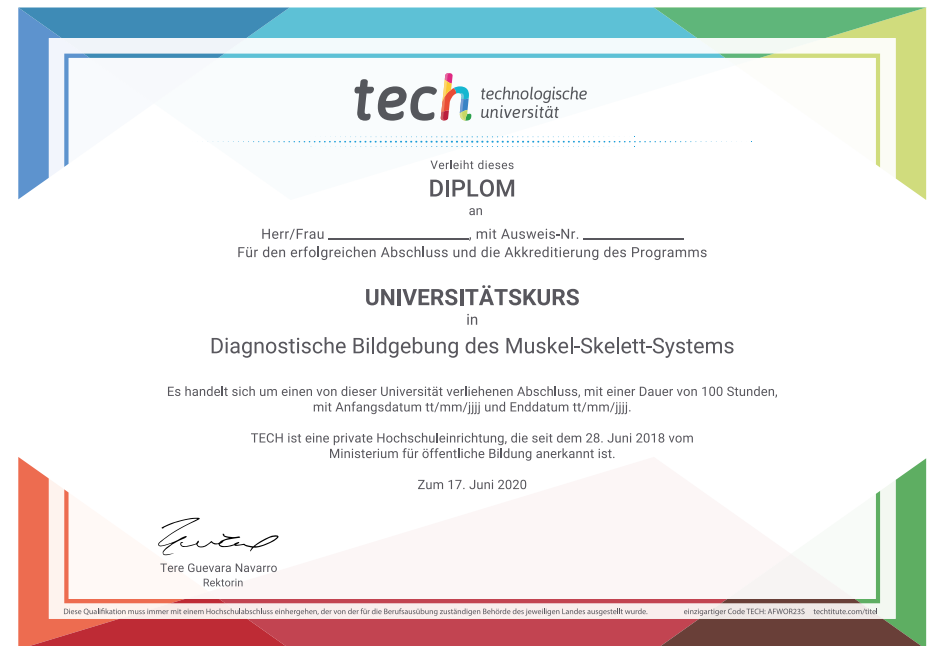 tech technologische
universität
Verleiht dieses
DIPLOM
an
Herr/Frau ____________, mit Ausweis-Nr. ____________
Für den erfolgreichen Abschluss und die Akkreditierung des Programms
UNIVERSITÄTSKURS
in
Diagnostische Bildgebung des Muskel-Skelett-Systems
Es handelt sich um einen von dieser Universität verliehenen Abschluss, mit einer Dauer von 100 Stunden,
mit Anfangsdatum tt/mm/jjjj und Enddatum tt/mm/jjjj.
TECH ist eine private Hochschuleinrichtung, die seit dem 28. Juni 2018 vom
Ministerium für öffentliche Bildung anerkannt ist.
Zum 17. Juni 2020
Tere Guevara Navarro
Rektorin
Diese Qualifikation muss immer mit einem Hochschulabschluss einhergehen, der von der für die Berufsausübung zuständigen Behörde des jeweiligen Landes ausgestellt wurde. einzigartiger Code TECH: AFWOR23S techtitute.com/titel